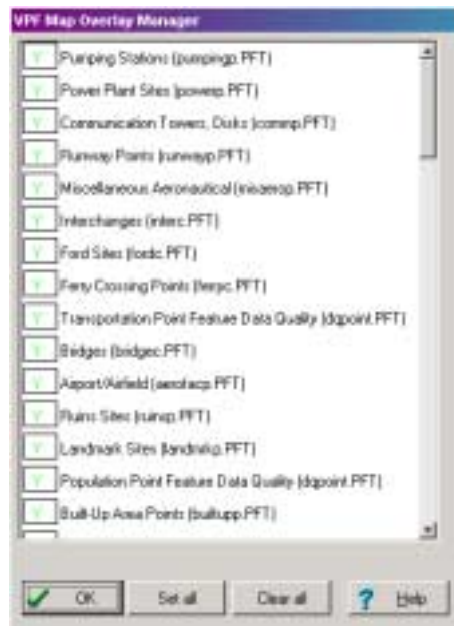 VPF Map Overlay Manager
Y Pumping Stations (pumpingp.PFT)
Y Power Plant Sites (powerp.PFT)
Y Communication Towers, Disks (commp.PFT)
Y Runway Points (runwayp.PFT)
Y Miscellaneous Aeronautical (misaerop.PFT)
Y Interchanges (interc.PFT)
Y Ford Sites (fordc.PFT)
Y Ferry Crossing Points (ferryc.PFT)
Y Transportation Point Feature Data Quality (dqpoint.PFT)
Y Bridges (bridgec.PFT)
Y Airport/Airfield (aerofacp.PFT)
Y Ruins Sites (ruinsp.PFT)
Y Landmark Sites (landmrkp.PFT)
Y Population Point Feature Data Quality (dqpoint.PFT)
Y Built-Up Area Points (builtupp.PFT)
OK Set all Clear all Help